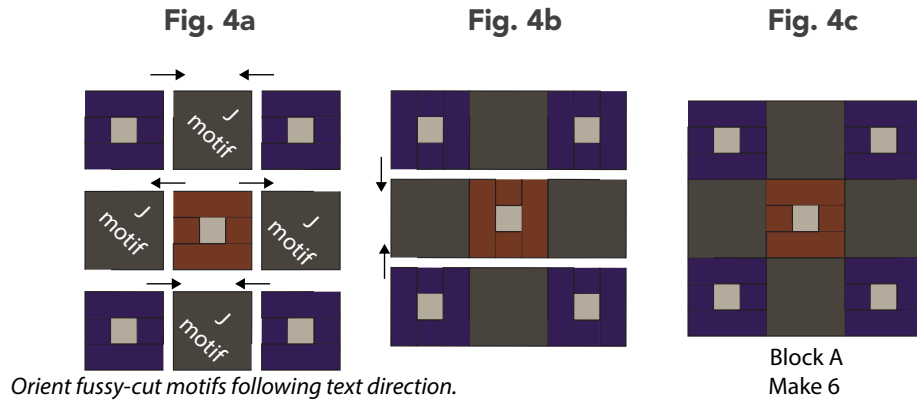 Fig. 4a
Fig. 4b
Fig. 4c
J
motif
J
motif
J
motif
J
motif
Orient fussy-cut motifs following text direction.
Block A
Make 6